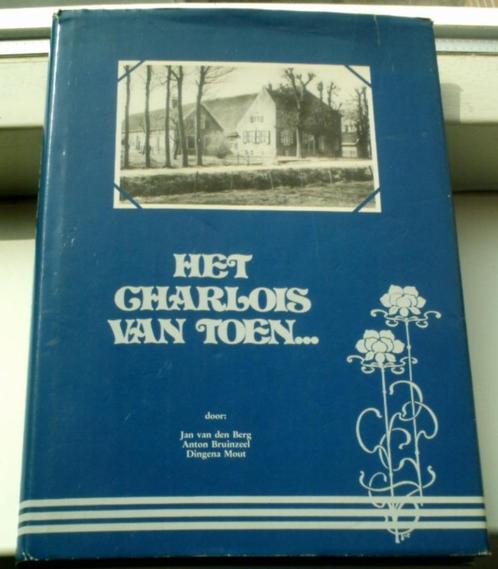 HET
CHARLOIS
VAN TOEN...
door:
Jan van den Berg
Anton Bruinzeel
Dingena Mout